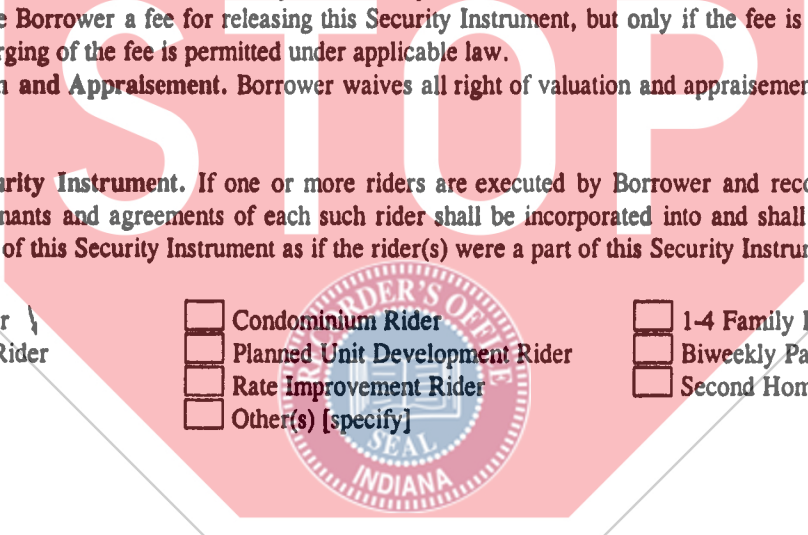 STOP
e Borrower a fee for releasing this Security Instrument, but only if the fee is
rging of the fee is permitted under applicable law.
n and Appraisement. Borrower waives all right of valuation and appraisemen
urity Instrument. If one or more riders are executed by Borrower and reco
nants and agreements of each such rider shall be incorporated into and shall
of this Security Instrument as if the rider(s) were a part of this Security Instrum
r Condominium Rider 1-4 Family
Rider Planned Unit Development Rider Biweekly Pa
Rate Improvement Rider Second Hom
Other(s) [specify]
RECORDER'S OFFICE
SEAL
INDIANA